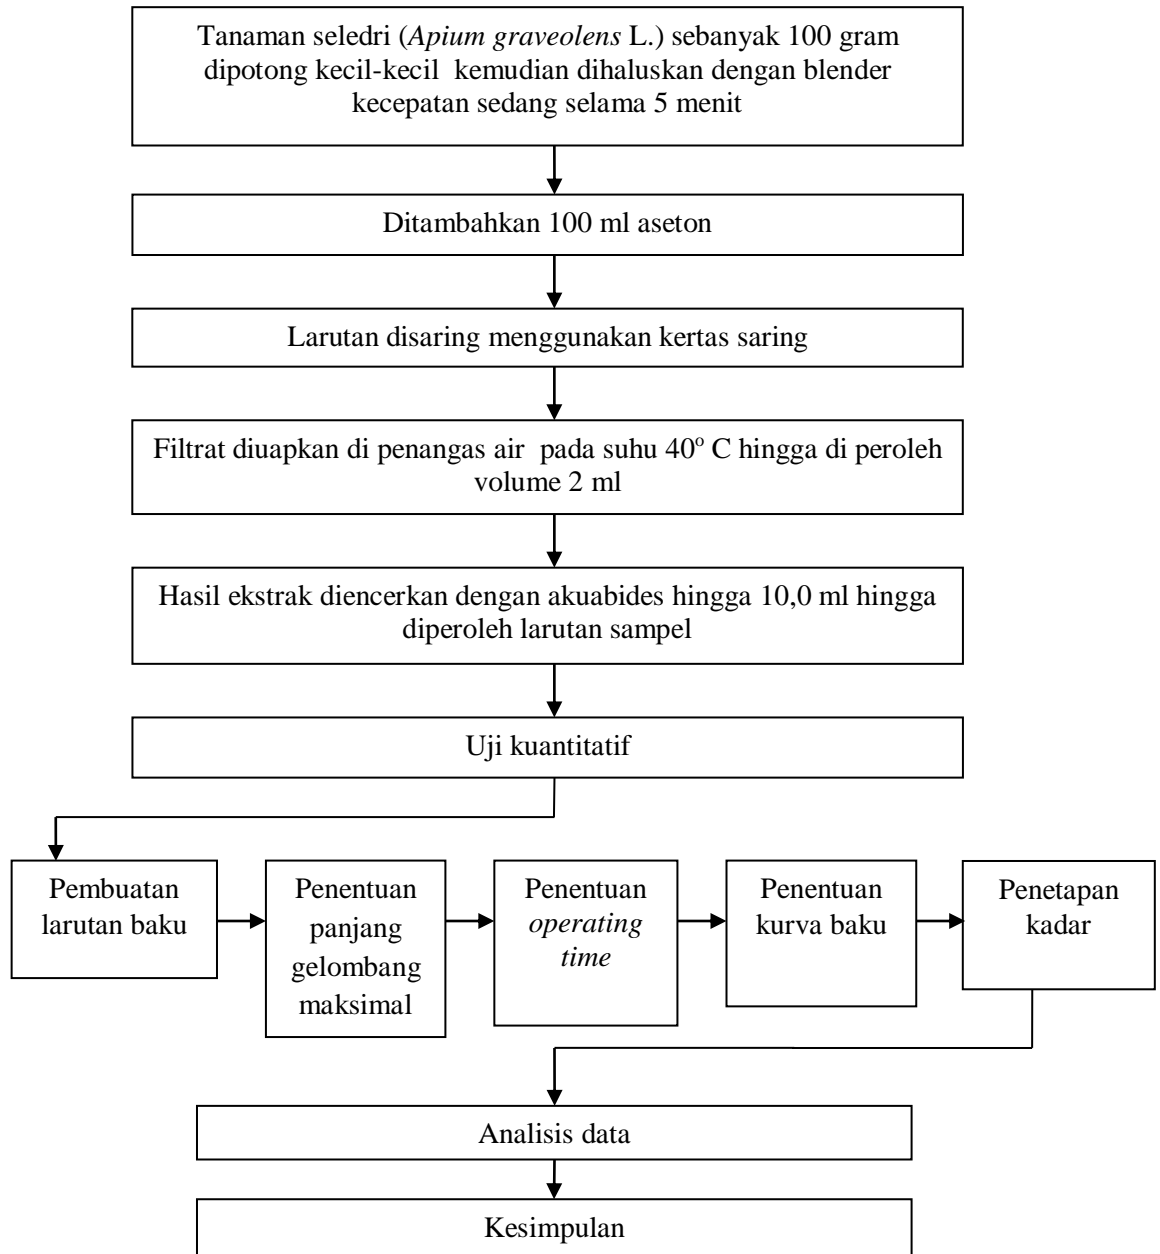 Tanaman seledri (Apium graveolens L.) sebanyak 100 gram
dipotong kecil-kecil kemudian dihaluskan dengan blender
kecepatan sedang selama 5 menit
Ditambahkan 100 ml aseton
Larutan disaring menggunakan kertas saring
Filtrat diuapkan di penangas air pada suhu 40º C hingga di peroleh
volume 2 ml
Hasil ekstrak diencerkan dengan akuabides hingga 10,0 ml hingga
diperoleh larutan sampel
Uji kuantitatif
Pembuatan
larutan baku
Penentuan
panjang
gelombang
maksimal
Penentuan
operating
time
Penentuan
kurva baku
Penetapan
kadar
Analisis data
Kesimpulan